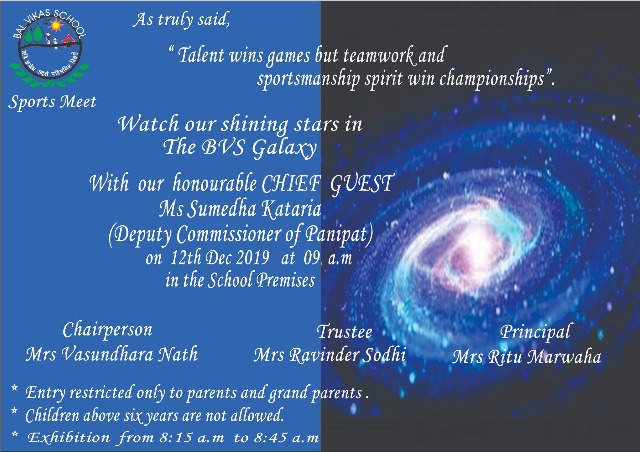 BAL VIKAS SCHOOL
As truly said,
“ Talent wins games but teamwork and
sportsmanship spirit win championships”.
Sports Meet
Watch our shining stars in
The BVS Galaxy
With our honourable CHIEF GUEST
Ms Sumedha Kataria
(Deputy Commissioner of Panipat)
on 12th Dec 2019 at 09, a.m
in the School Premises
Chairperson Trustee Principal
Mrs Vasundhara Nath Mrs Ravinder Sodhi Mrs Ritu Marwaha
* Entry restricted only to parents and grand parents .
* Children above six years are not allowed.
* Exhibition from 8:15 a.m to 8:45 a.m